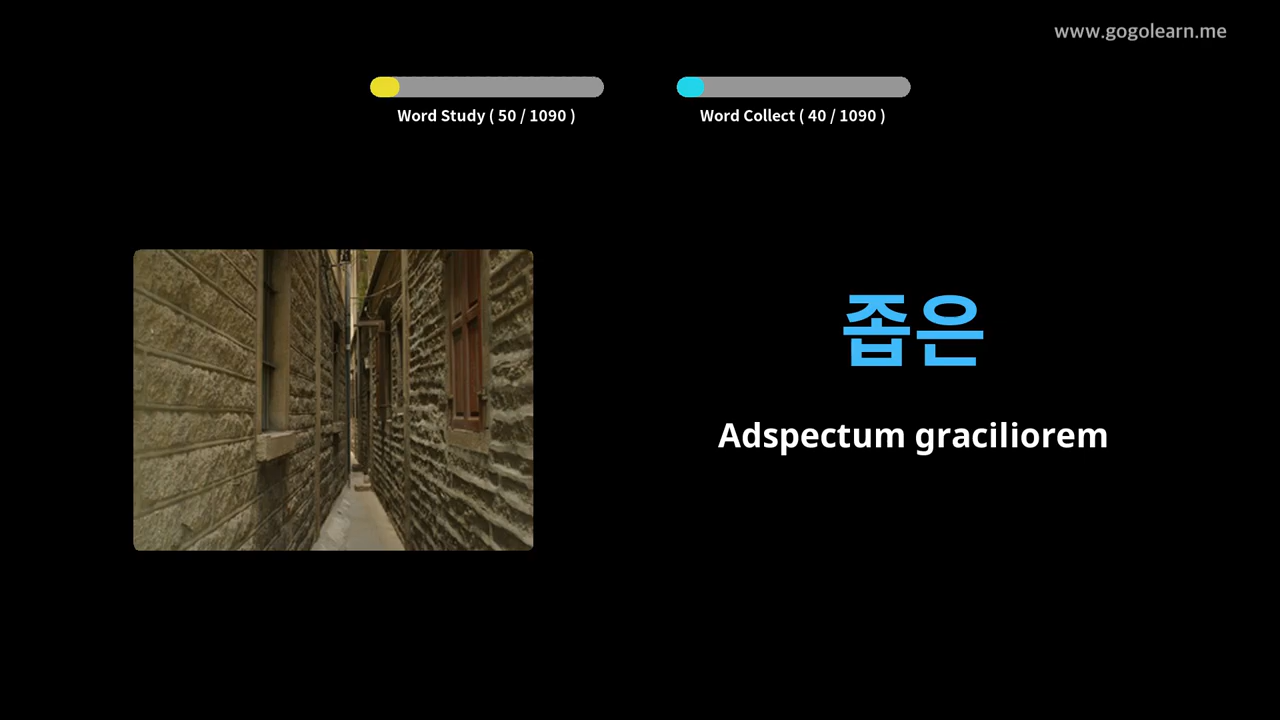 www.gogolearn.me
Word Study ( 50 / 1090 )
Word Collect ( 40 / 1090 )
좁은
Adspectum graciliorem